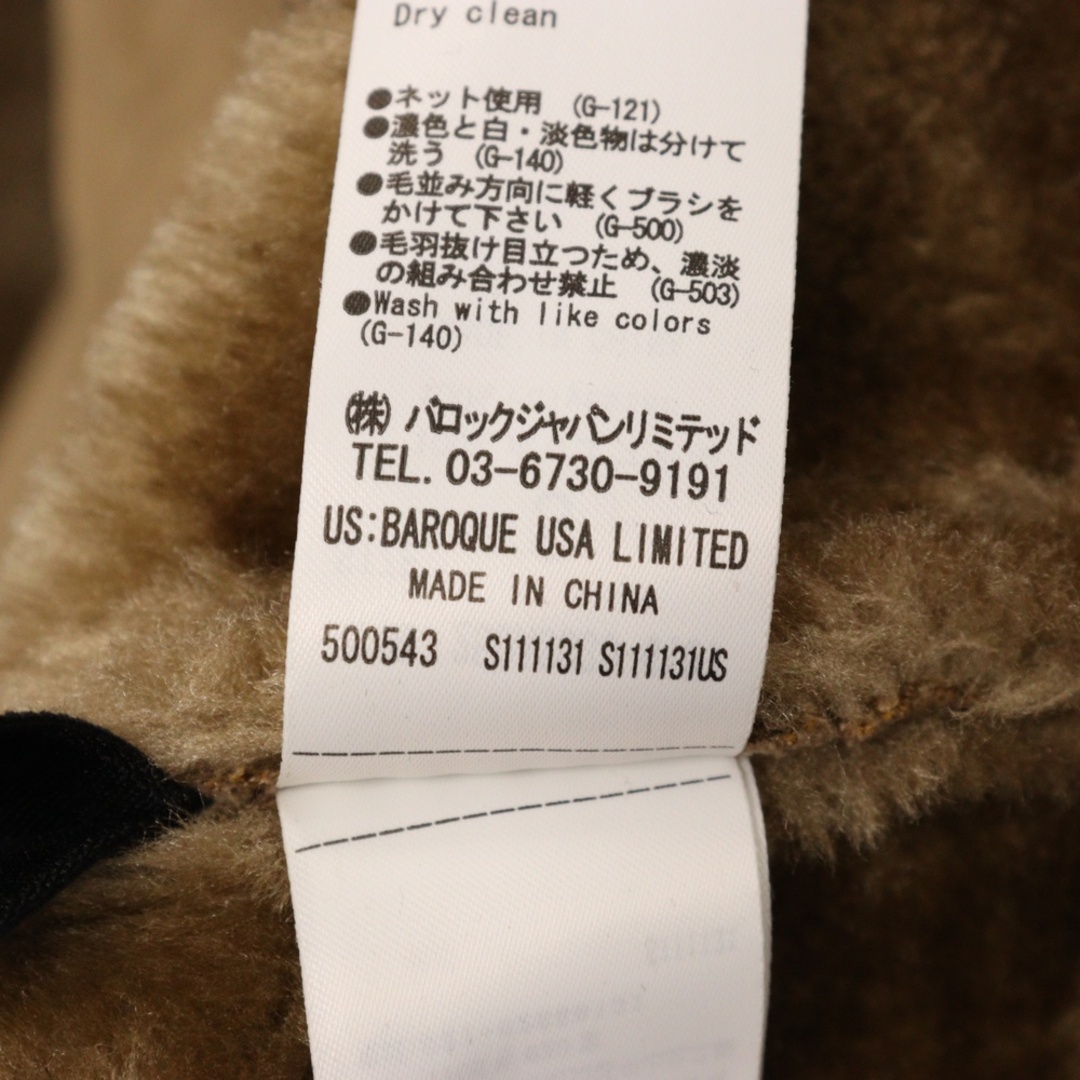 Dry clean
●ネット使用 (G-121)
●濃色と白・淡色物は分けて
洗う (G-140)
●毛並み方向に軽くブラシを
かけて下さい (G-500)
●毛羽抜け目立つため、濃淡
の組み合わせ禁止 (G-503)
●Wash with like colors
(G-140)
㈱ バロックジャパンリミテッド
TEL. 03-6730-9191
US:BAROQUE USA LIMITED
MADE IN CHINA
500543 S111131 S111131US